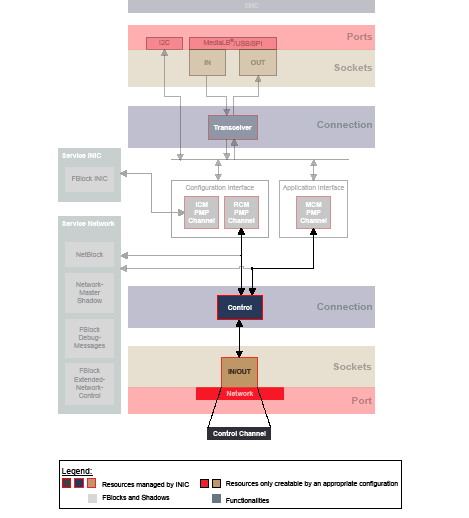 EHC
Ports
I2C
MediaLB®/USB/SPI
IN
OUT
Sockets
Transceiver
Connection
Service INIC
FBlock INIC
Configuration Interface
Application Interface
ICM
PMP
Channel
RCM
PMP
Channel
MCM
PMP
Channel
Service Network
NetBlock
Network-
Master
Shadow
FBlock
Debug-
Messages
FBlock
Extended-
Network-
Control
Control
Connection
Sockets
IN/OUT
Network
Port
Control Channel
Legend:
Resources managed by INIC
Resources only creatable by an appropriate configuration
FBlocks and Shadows
Functionalities